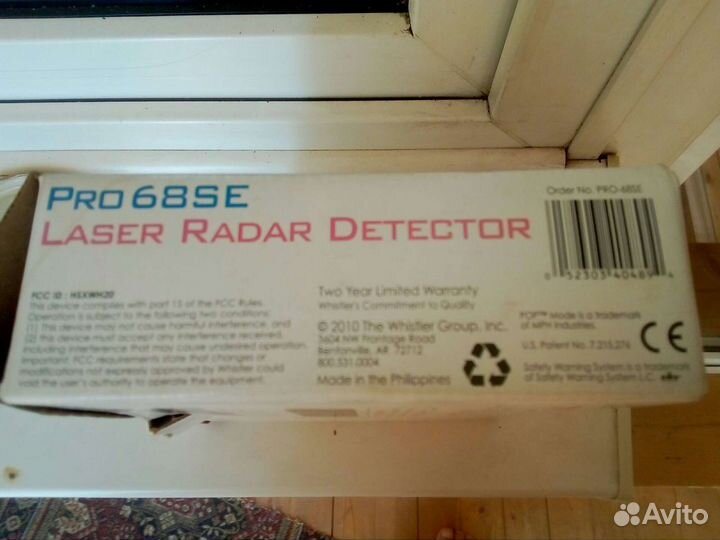 PRO 68SE
LASER RADAR DETECTOR
Order No. PRO-68SE
8 52303 40489 4
FCC ID : HSXWH20
This device complies with part 15 of the FCC Rules.
Operation is subject to the following two conditions:
(1) This device may not cause harmful interference, and
(2) this device must accept any interference received,
including interference that may cause undesired operation.
Important. FCC requirements state that changes or
modifications not expressly approved by Whistler could
void the user's authority to operate the equipment.
Two Year Limited Warranty
Whistler's Commitment to Quality
© 2010 The Whistler Group, Inc.
3604 NW Frontage Road
Bentonville, AR 72712
800.531.0004
Made in the Philippines
POP™ Mode is a trademark
of MPH Industries.
U.S. Patent No. 7,215,276
CE
Safety Warning System is a trademark
of Safety Warning System L.C.
Avito